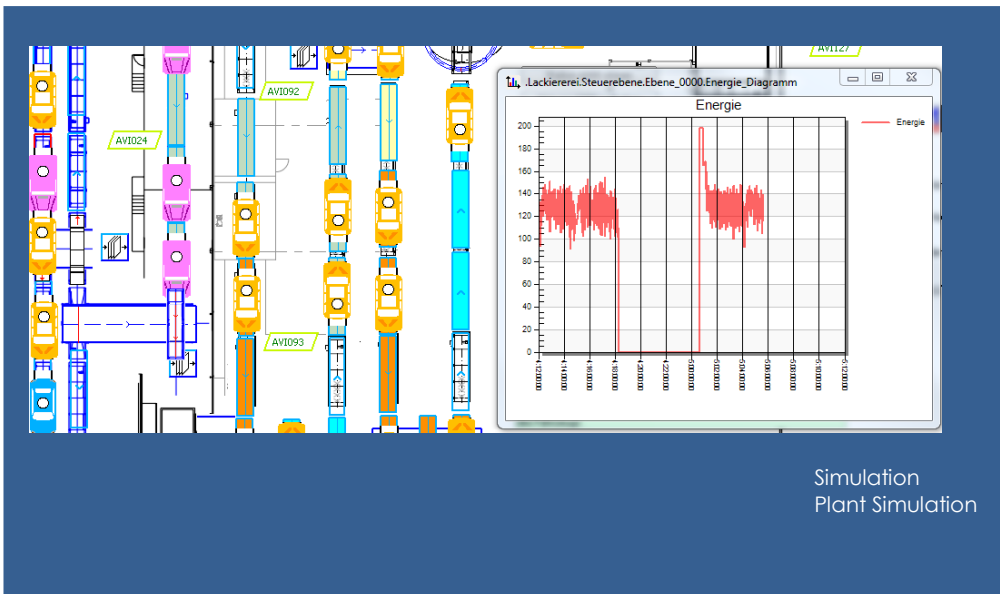 AVI127
AVI092
AVI024
AVI093
.Lackiererei.Steuerebene.Ebene_0000.Energie_Diagramm
Energie
Energie
200
180
160
140
120
100
80
60
40
20
0
Simulation
Plant Simulation